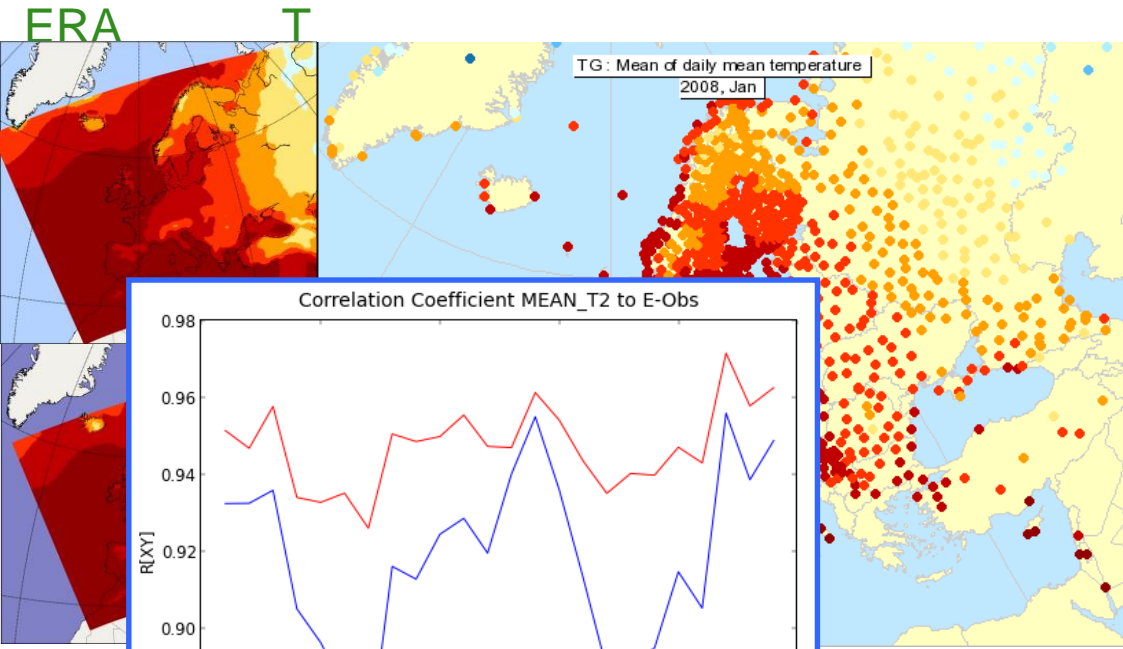 ERA T
TG : Mean of daily mean temperature
2008, Jan
Correlation Coefficient MEAN_T2 to E-Obs
0.98
0.96
0.94
0.92
0.90
R[XY]